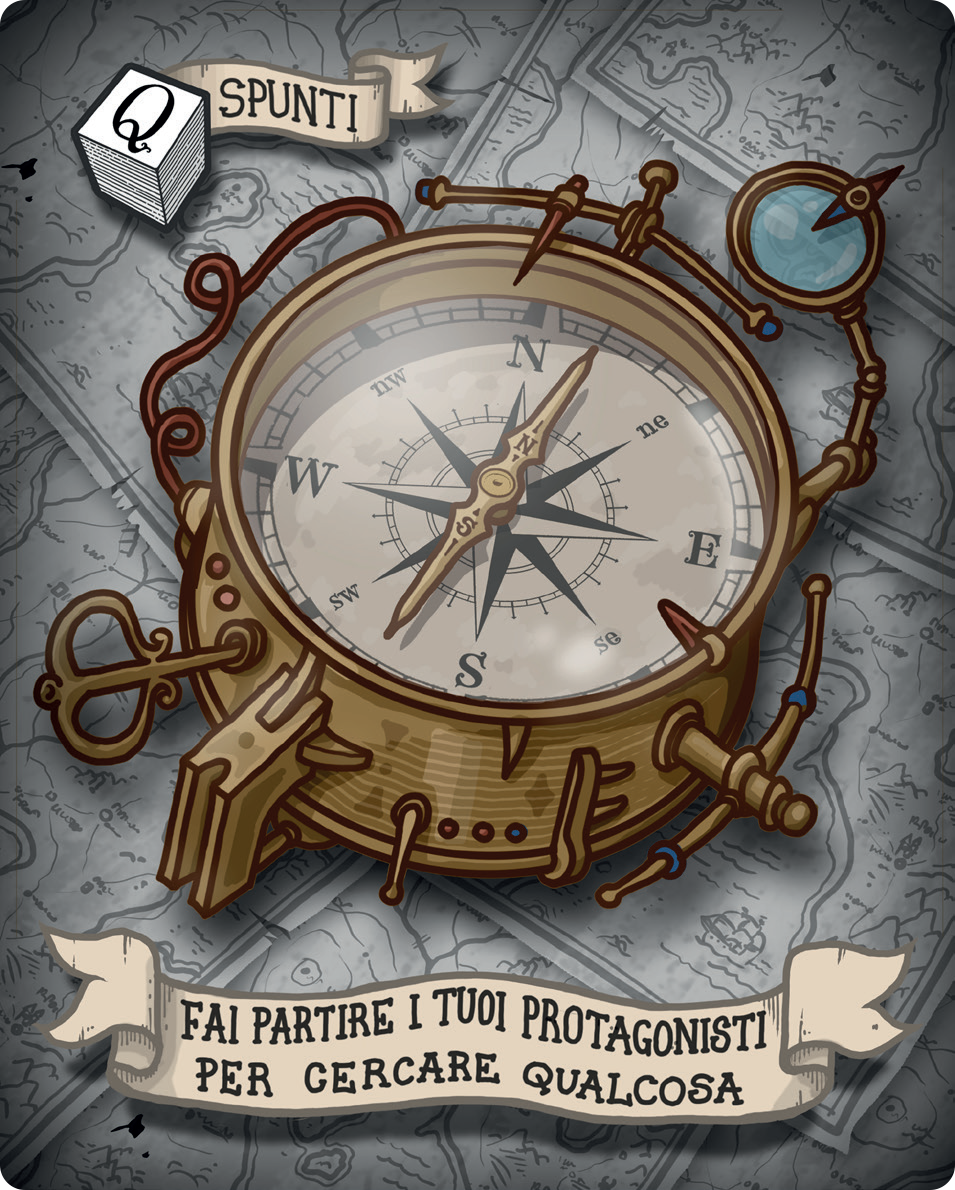 Q
SPUNTI
N
nw
ne
N
W
S
E
sw
se
S
FAI PARTIRE I TUOI PROTAGONISTI
PER CERCARE QUALCOSA